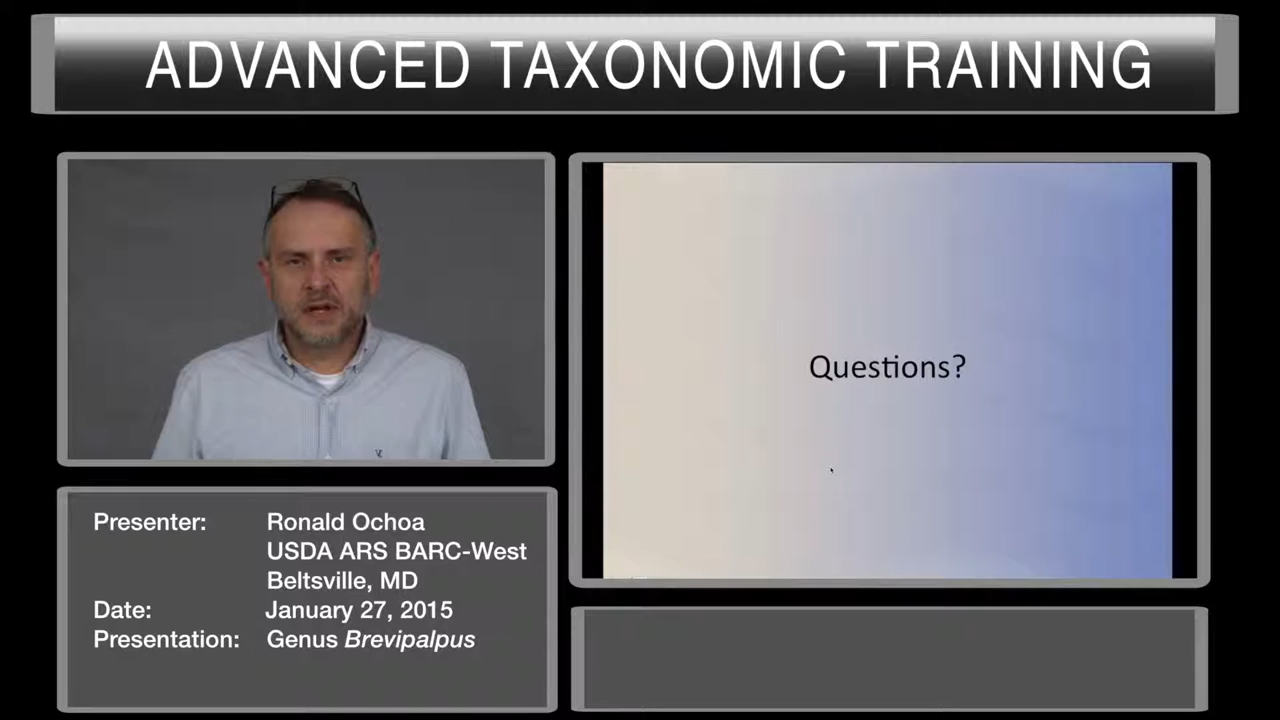 ADVANCED TAXONOMIC TRAINING
Questions?
Presenter: Ronald Ochoa
USDA ARS BARC-West
Beltsville, MD
Date: January 27, 2015
Presentation: Genus Brevipalpus